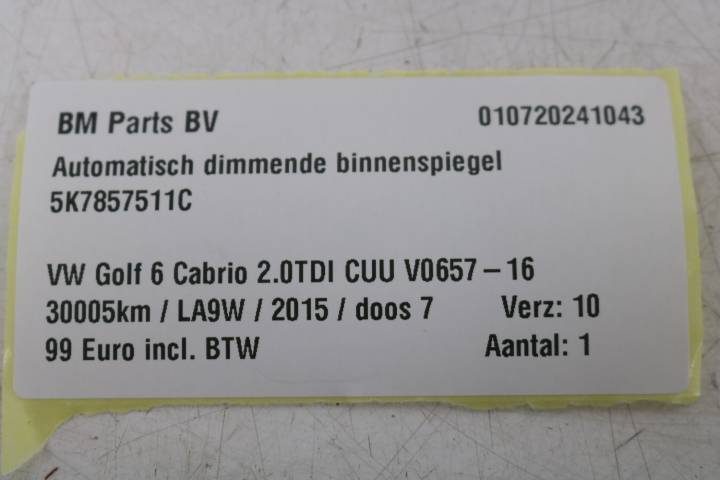 BM Parts BV 010720241043
Automatisch dimmende binnenspiegel
5K7857511C
VW Golf 6 Cabrio 2.0TDI CUU V0657 – 16
30005km / LA9W / 2015 / doos 7 Verz: 10
99 Euro incl. BTW Aantal: 1